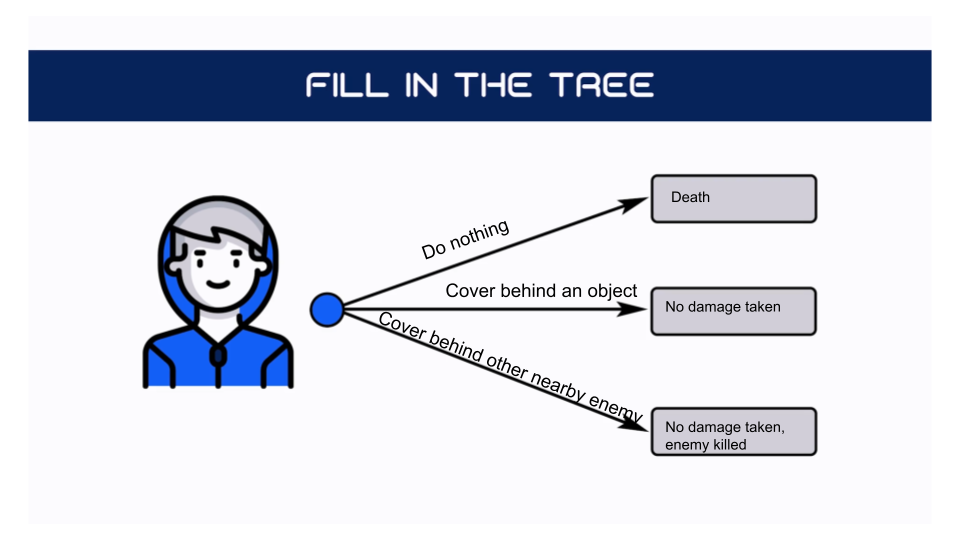 FILL IN THE TREE
Do nothing
Death
Cover behind an object
No damage taken
Cover behind other nearby enemy
No damage taken,
enemy killed